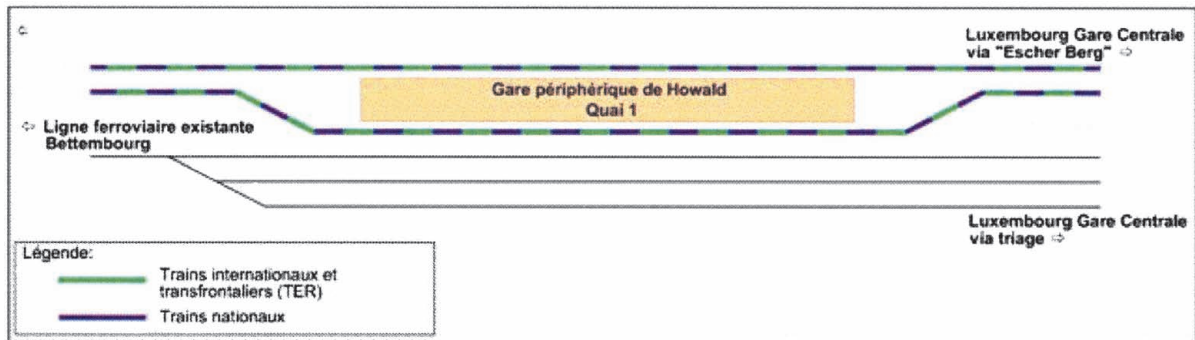 Luxembourg Gare Centrale
via "Escher Berg" ⇨
Gare périphérique de Howald
Quai 1
⇦ Ligne ferroviaire existante
Bettembourg
Luxembourg Gare Centrale
via triage ⇨
Légende:
Trains internationaux et
transfrontaliers (TER)
Trains nationaux